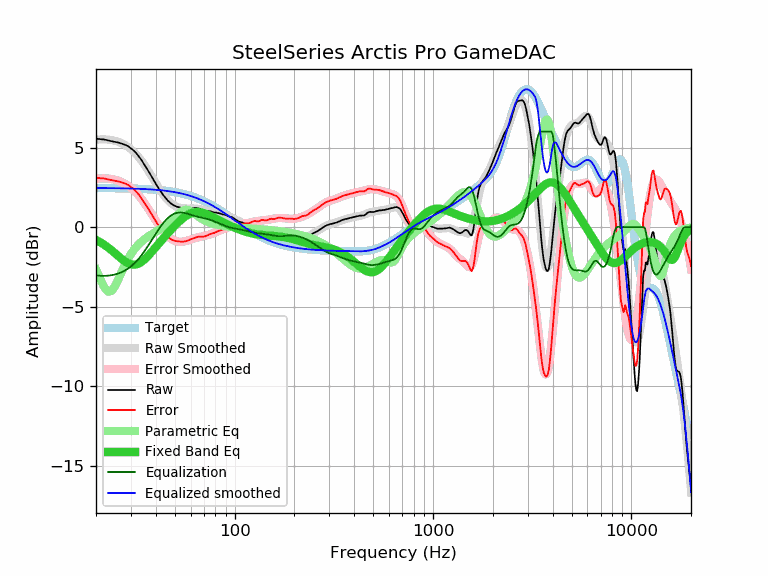 SteelSeries Arctis Pro GameDAC
Amplitude (dBr)
5
0
−5
−10
−15
Target
Raw Smoothed
Error Smoothed
Raw
Error
Parametric Eq
Fixed Band Eq
Equalization
Equalized smoothed
100
1000
10000
Frequency (Hz)